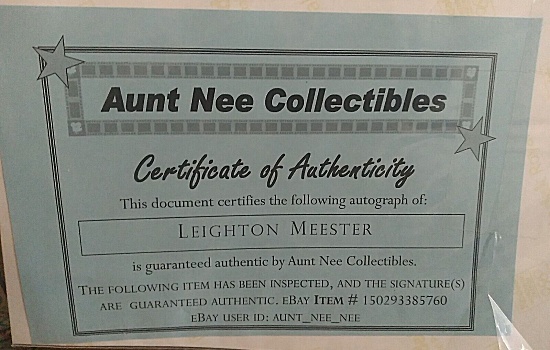 Aunt Nee Collectibles
Certificate of Authenticity
This document certifies the following autograph of:
LEIGHTON MEESTER
is guaranteed authentic by Aunt Nee Collectibles.
THE FOLLOWING ITEM HAS BEEN INSPECTED, AND THE SIGNATURE(S)
ARE GUARANTEED AUTHENTIC. EBAY ITEM # 150293385760
EBAY USER ID: AUNT_NEE_NEE